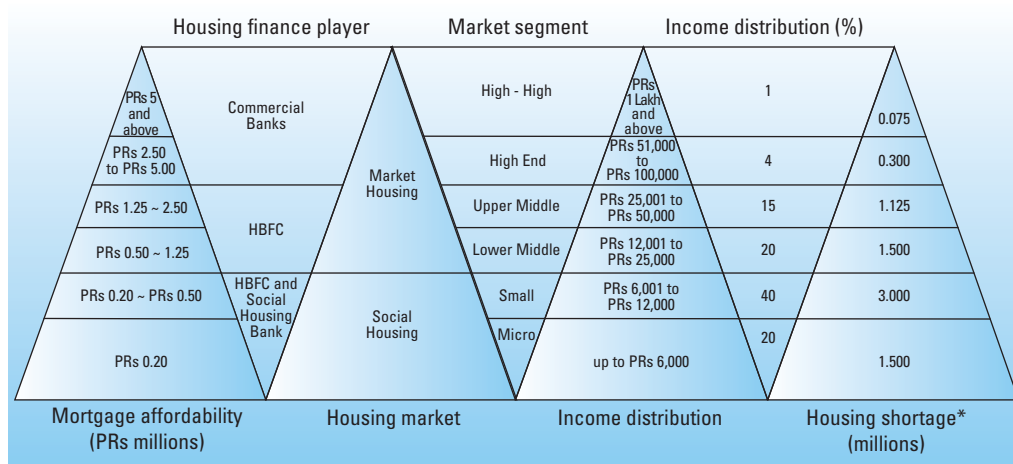 Housing finance player
Market segment
Income distribution (%)
PRs 5
and
above
Commercial
Banks
High - High
PRs
1 Lakh
and
above
1
0.075
PRs 2.50
to PRs 5.00
Market
Housing
High End
PRs 51,000
to
PRs 100,000
4
0.300
PRs 1.25 ~ 2.50
HBFC
Upper Middle
PRs 25,001 to
PRs 50,000
15
1.125
PRs 0.50 ~ 1.25
Lower Middle
PRs 12,001 to
PRs 25,000
20
1.500
PRs 0.20 ~ PRs 0.50
HBFC and
Social
Housing
Bank
Social
Housing
Small
PRs 6,001 to
PRs 12,000
40
3.000
PRs 0.20
Micro
up to PRs 6,000
20
1.500
Mortgage affordability
(PRs millions)
Housing market
Income distribution
Housing shortage*
(millions)